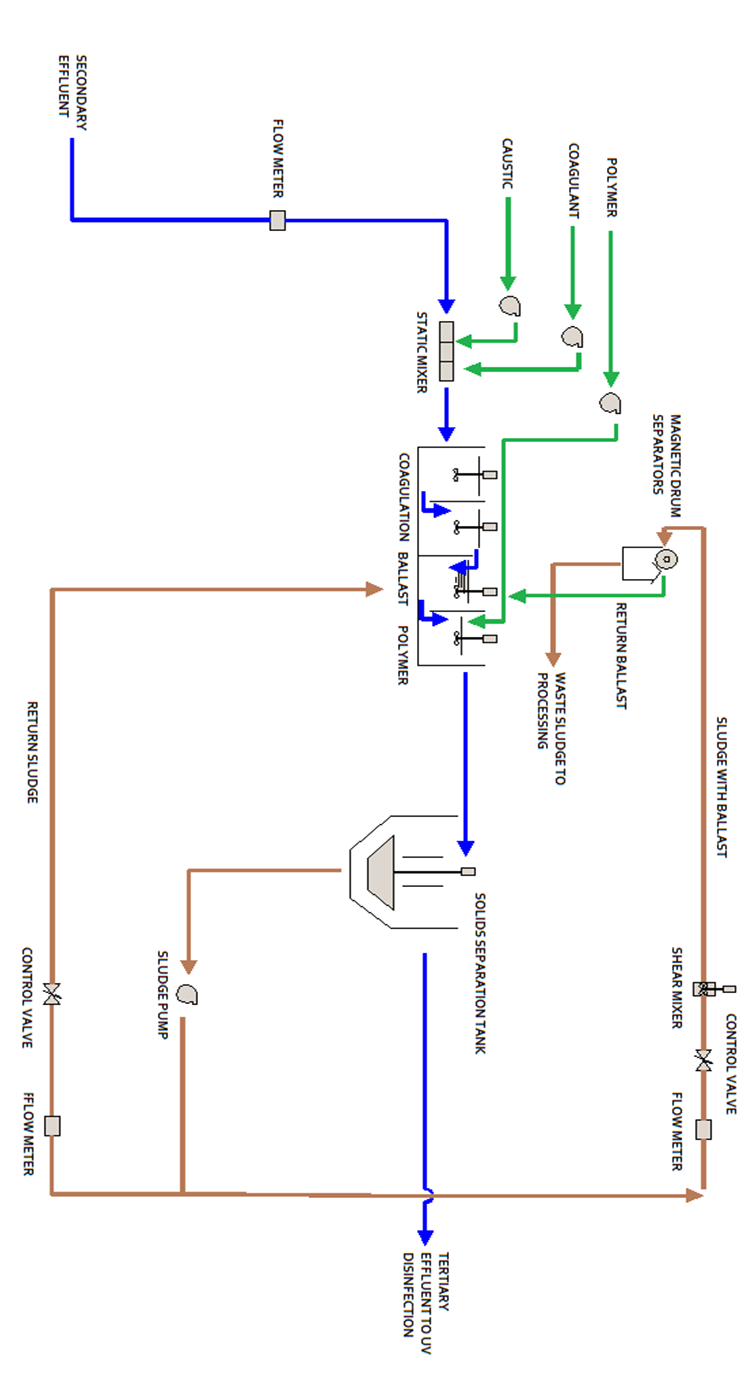 SECONDARY
EFFLUENT
FLOW METER
CAUSTIC
COAGULANT
POLYMER
STATIC MIXER
MAGNETIC DRUM
SEPARATORS
COAGULATION
BALLAST
POLYMER
RETURN BALLAST
WASTE SLUDGE TO
PROCESSING
SLUDGE WITH BALLAST
RETURN SLUDGE
SOLIDS SEPARATION TANK
SLUDGE PUMP
SHEAR MIXER
CONTROL VALVE
FLOW METER
CONTROL VALVE
FFLOW METER
TERTIARY
EFFLUENT TO UV
DISINFECTION